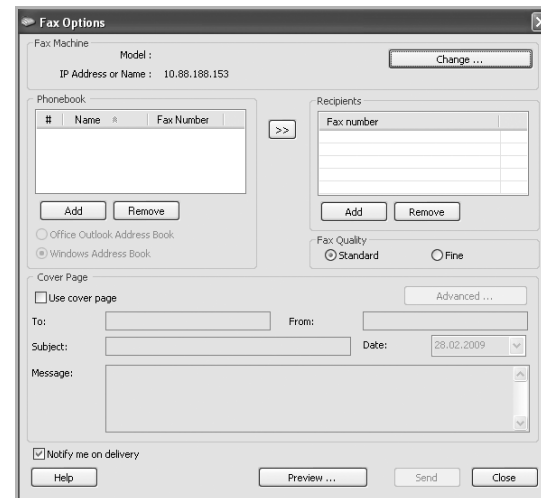 Fax Options
Fax Machine
Model :
Change ...
IP Address or Name : 10.88.188.153
Phonebook
# Name Fax Number
Add Remove
Office Outlook Address Book
Windows Address Book
>>
Recipients
Fax number
Add Remove
Fax Quality
Standard Fine
Cover Page
Use cover page
Advanced ...
To: From:
Subject: Date: 28.02.2009
Message:
Notify me on delivery
Help Preview ... Send Close